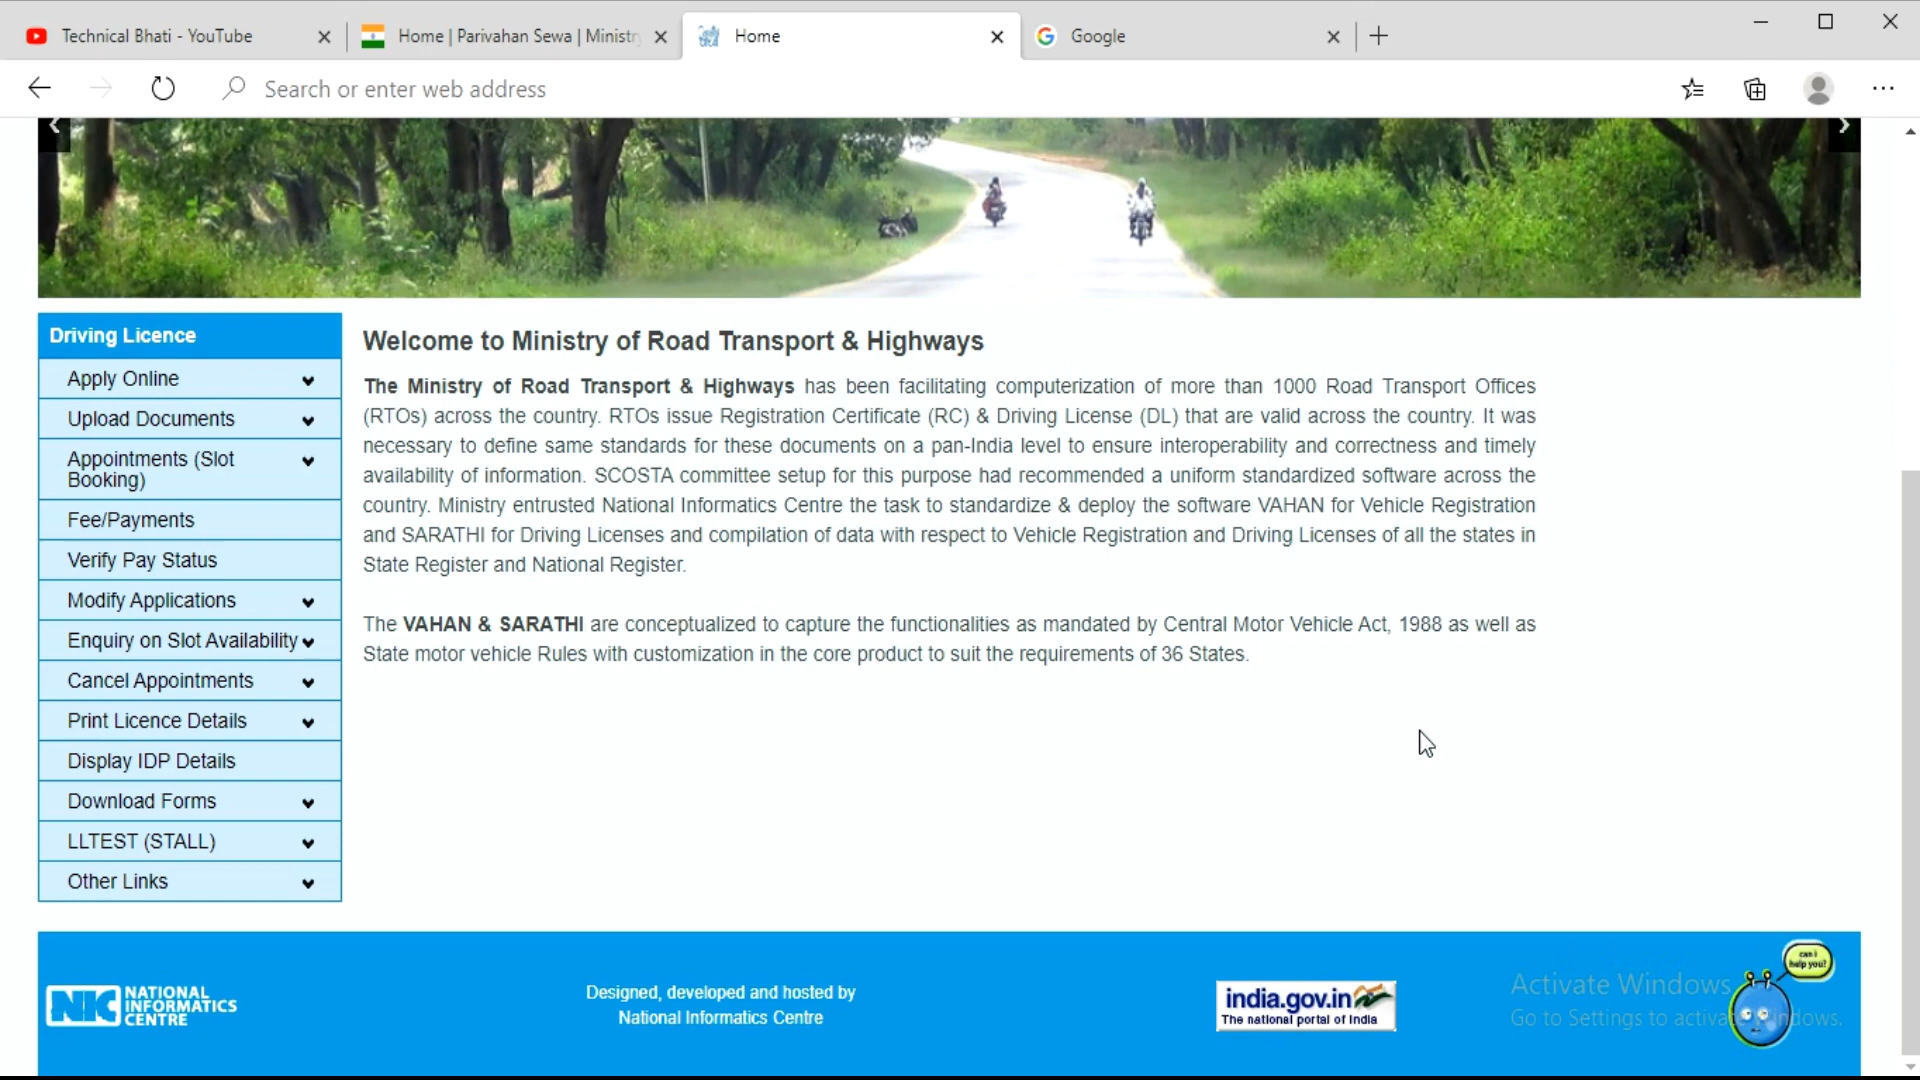 Technical Bhati - YouTube
Home | Parivahan Sewa | Ministry
Home
Google
Search or enter web address
Driving Licence
Apply Online
Upload Documents
Appointments (Slot
Booking)
Fee/Payments
Verify Pay Status
Modify Applications
Enquiry on Slot Availability
Cancel Appointments
Print Licence Details
Display IDP Details
Download Forms
LLTEST (STALL)
Other Links
Welcome to Ministry of Road Transport & Highways
The Ministry of Road Transport & Highways has been facilitating computerization of more than 1000 Road Transport Offices
(RTOs) across the country. RTOs issue Registration Certificate (RC) & Driving License (DL) that are valid across the country. It was
necessary to define same standards for these documents on a pan-India level to ensure interoperability and correctness and timely
availability of information. SCOSTA committee setup for this purpose had recommended a uniform standardized software across the
country. Ministry entrusted National Informatics Centre the task to standardize & deploy the software VAHAN for Vehicle Registration
and SARATHI for Driving Licenses and compilation of data with respect to Vehicle Registration and Driving Licenses of all the states in
State Register and National Register.
The VAHAN & SARATHI are conceptualized to capture the functionalities as mandated by Central Motor Vehicle Act, 1988 as well as
State motor vehicle Rules with customization in the core product to suit the requirements of 36 States.
NIC NATIONAL
INFORMATICS
CENTRE
Designed, developed and hosted by
National Informatics Centre
india.gov.in
The national portal of India
can i
help you?
Activate Windows
Go to Settings to activate Windows.